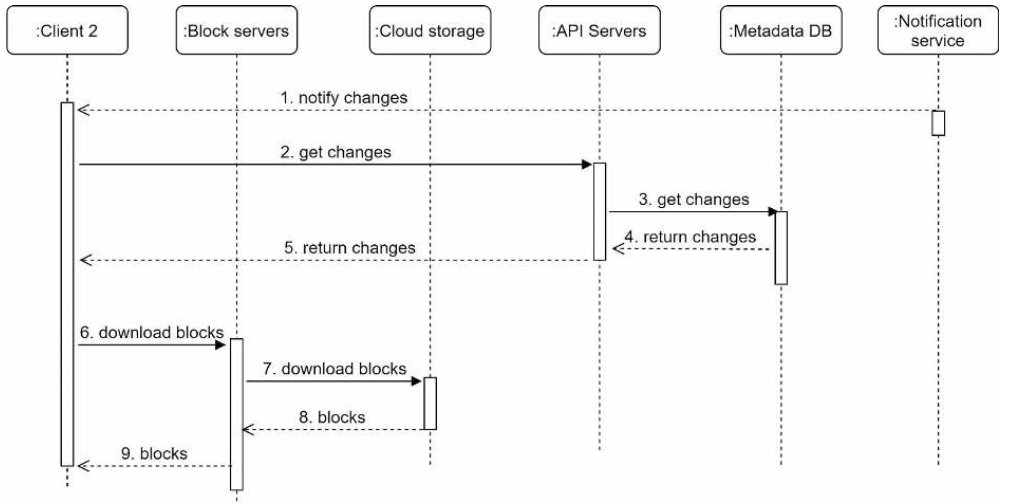 :Client 2
:Block servers
:Cloud storage
:API Servers
:Metadata DB
:Notification
service
1. notify changes
2. get changes
3. get changes
4. return changes
5. return changes
6. download blocks
7. download blocks
8. blocks
9. blocks